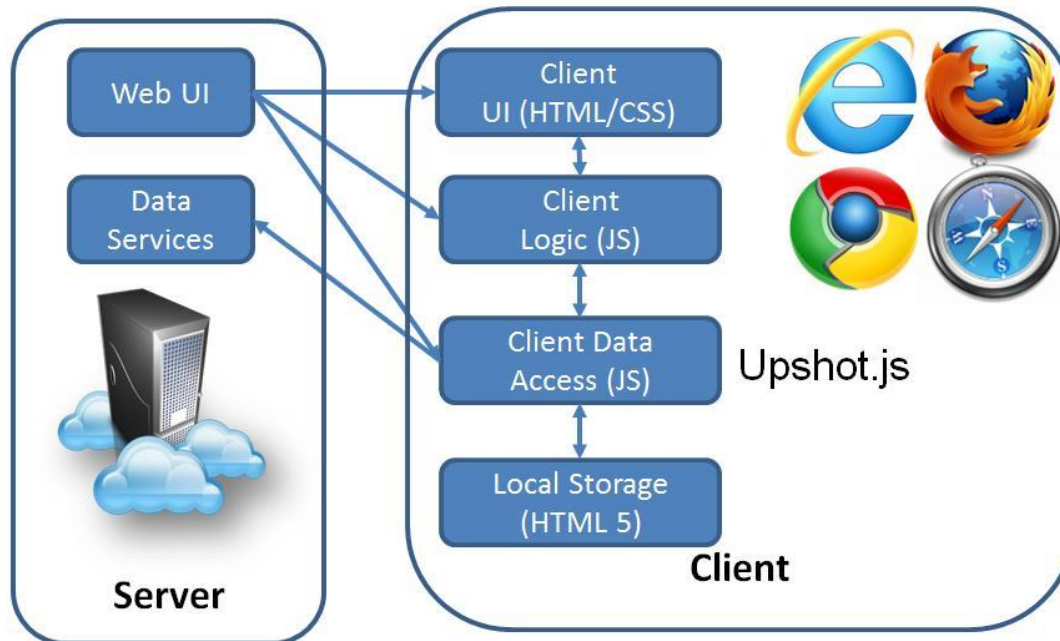 Web UI
Data
Services
Server
Client
UI (HTML/CSS)
Client
Logic (JS)
Client Data
Access (JS)
Upshot.js
Local Storage
(HTML 5)
Client
N
E
S
W